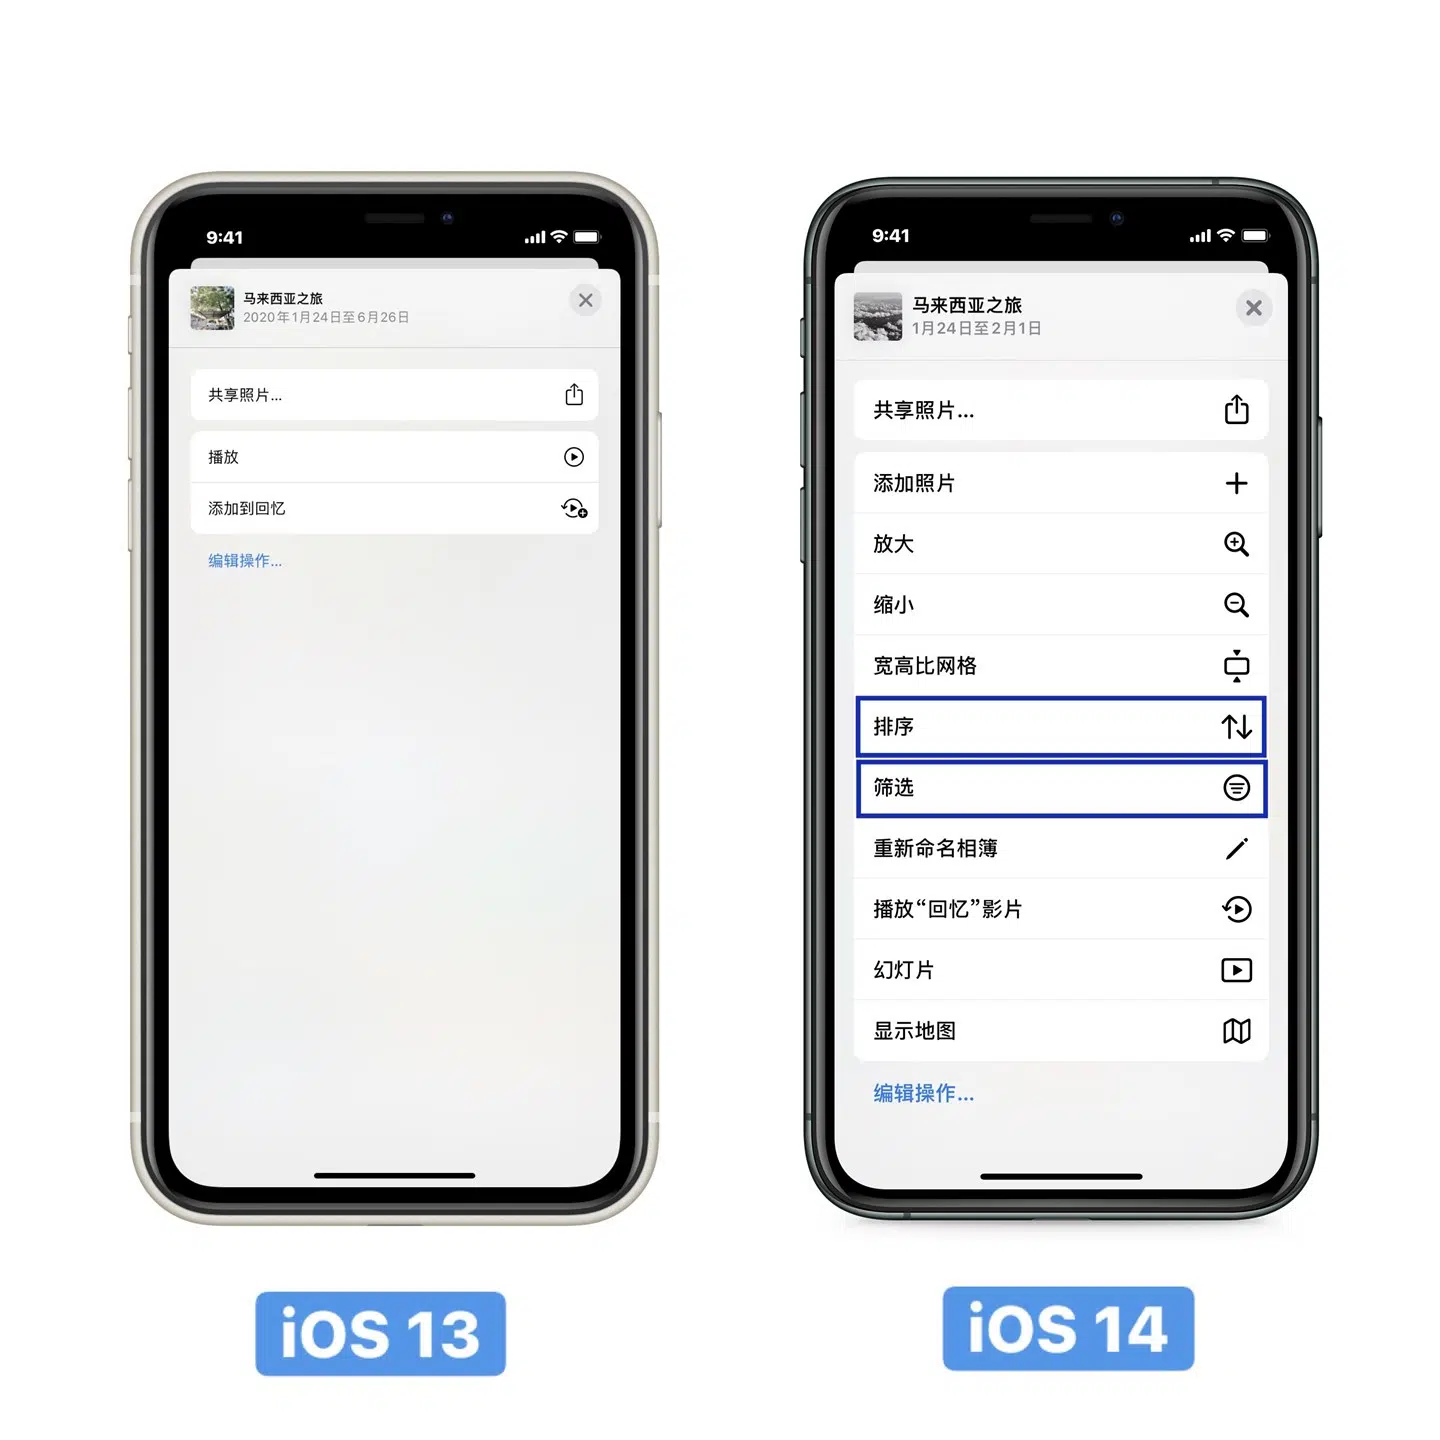 9:41
马来西亚之旅
2020年1月24日至6月26日
共享照片...
播放
添加到回忆
编辑操作...
iOS 13
9:41
马来西亚之旅
1月24日至2月1日
共享照片...
添加照片
放大
缩小
宽高比网格
排序
筛选
重新命名相簿
播放“回忆”影片
幻灯片
显示地图
编辑操作...
iOS 14